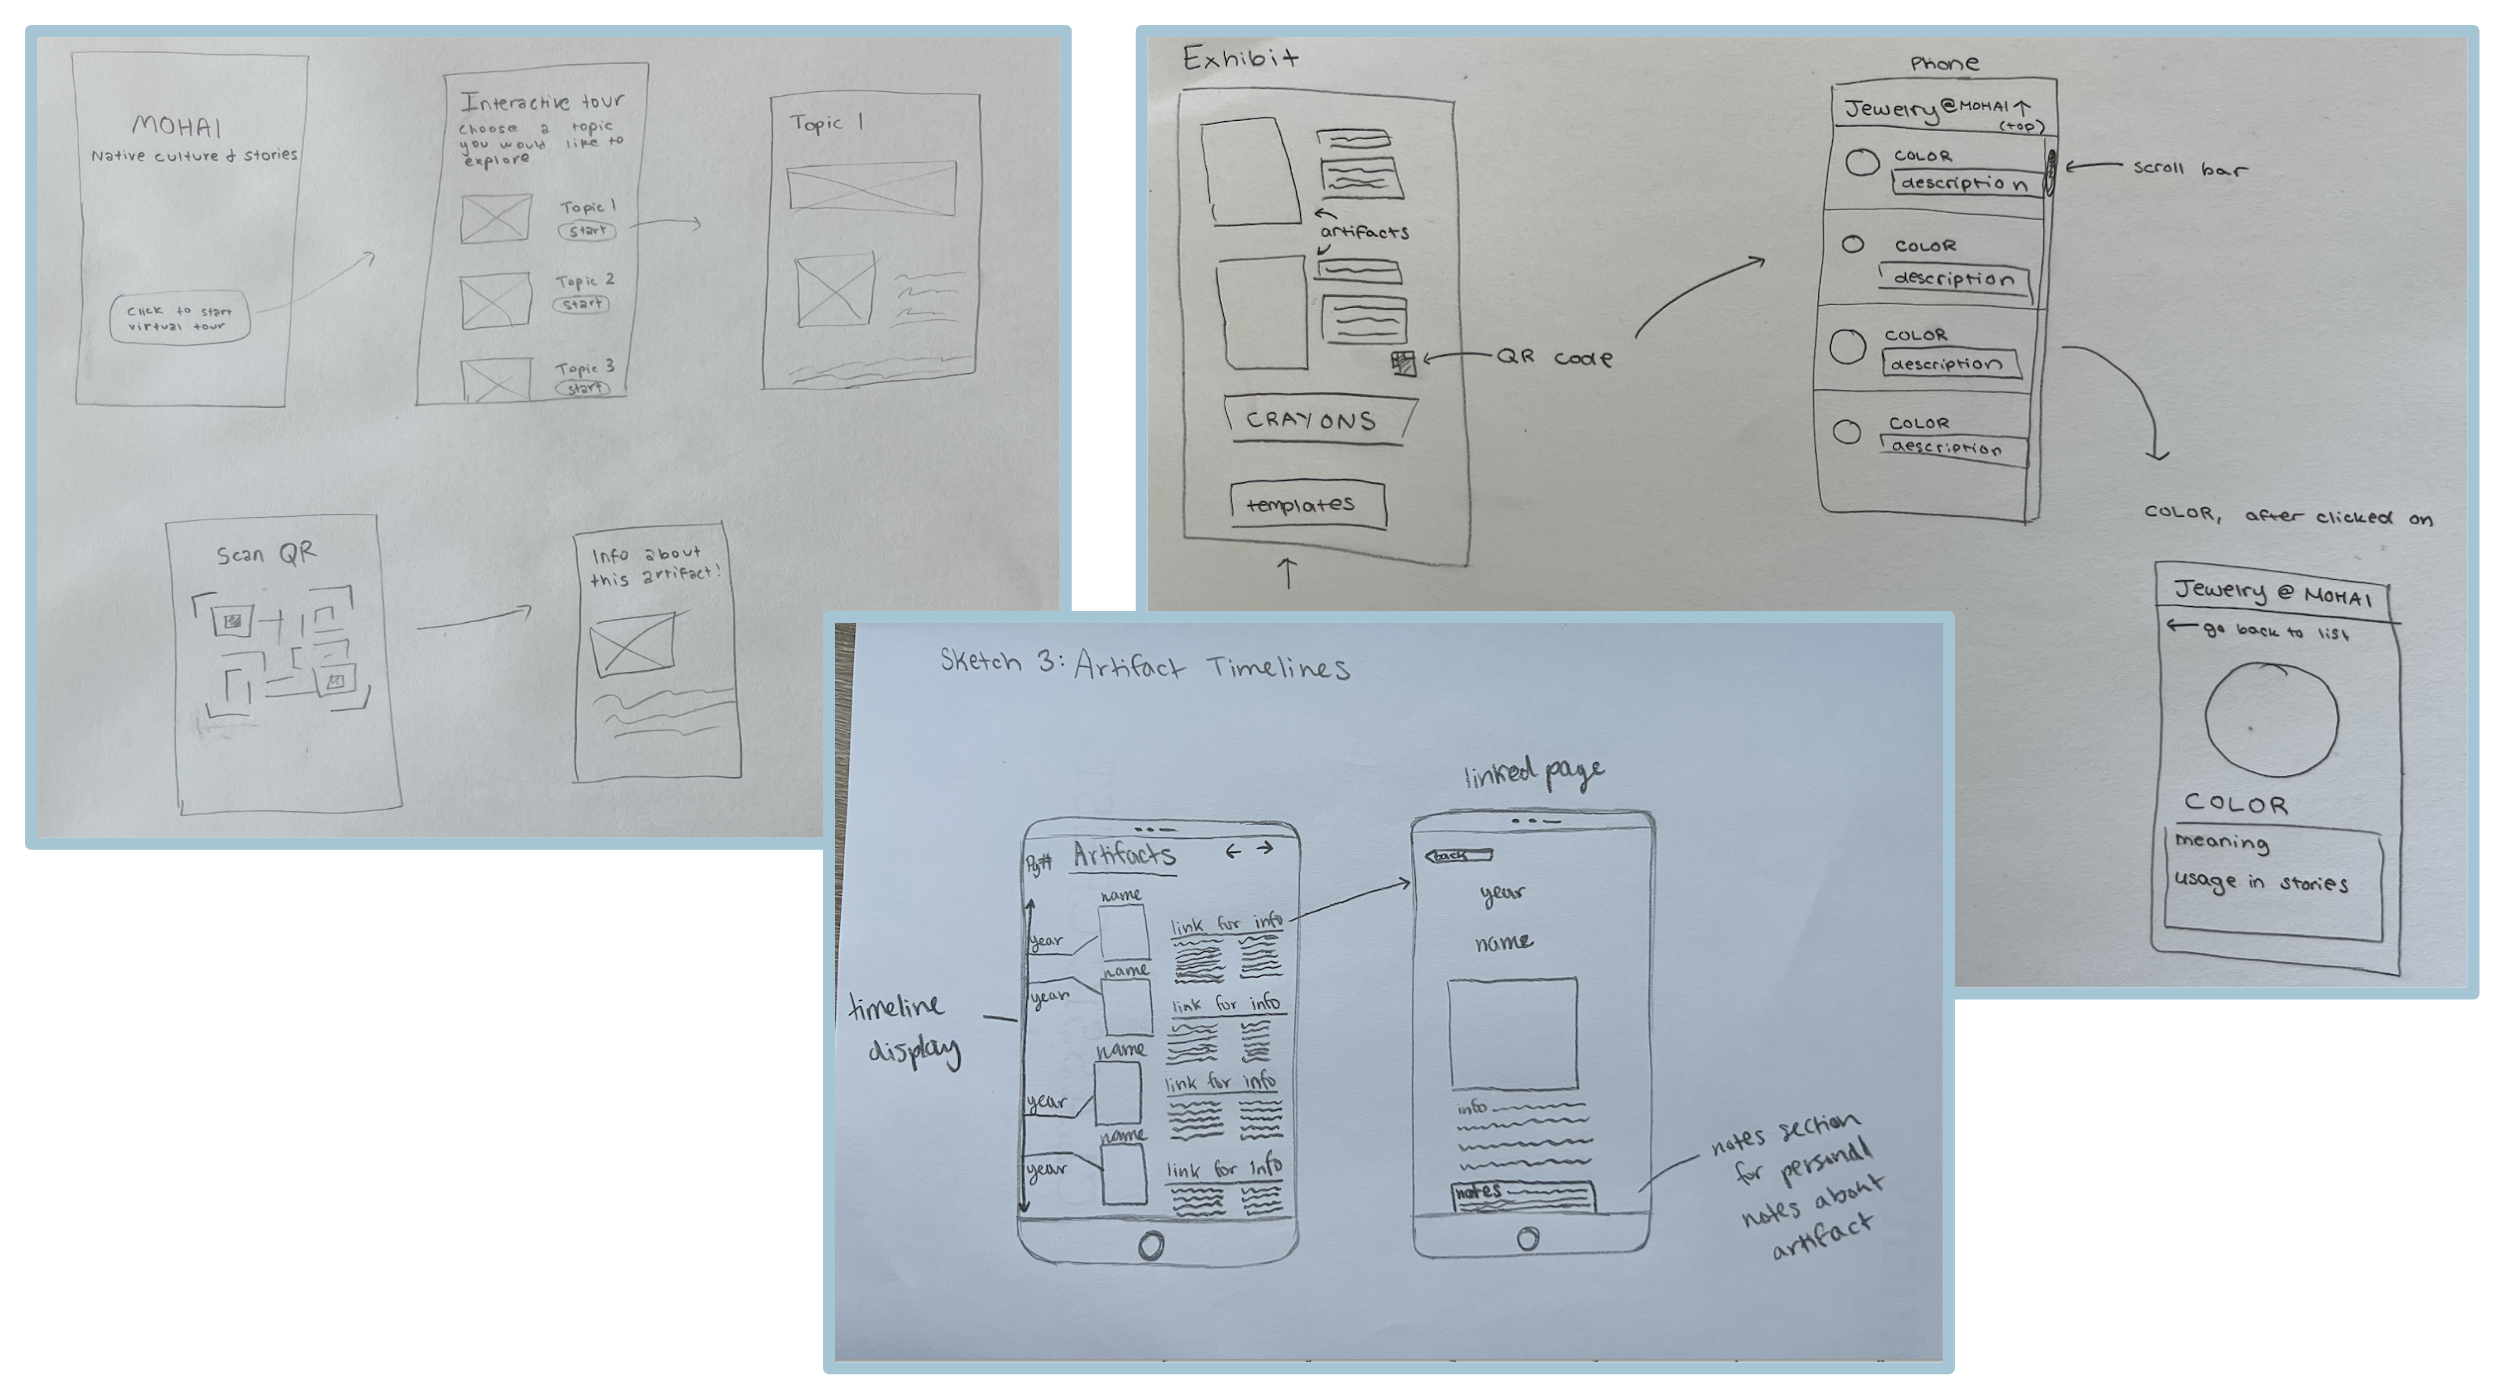 MOHAI
Native culture & stories
Click to start
virtual tour
Interactive tour
choose a topic
you would like to
explore
Topic 1
start
Topic 2
start
Topic 3
start
Topic 1
Scan QR
Info about
this artifact!
Exhibit
artifacts
QR code
CRAYONS
templates
Phone
Jewelry@MOHAI ↑
(top)
COLOR
description
scroll bar
COLOR
description
COLOR
description
COLOR
description
COLOR, after clicked on
Jewelry @ MOHAI
← go back to list
COLOR
meaning
usage in stories
Sketch 3: Artifact Timelines
timeline
display
Pg#
Artifacts
← →
name
year
link for info
name
year
link for info
name
year
link for info
name
year
link for info
linked page
back
year
name
info
notes
notes section
for personal
notes about
artifact